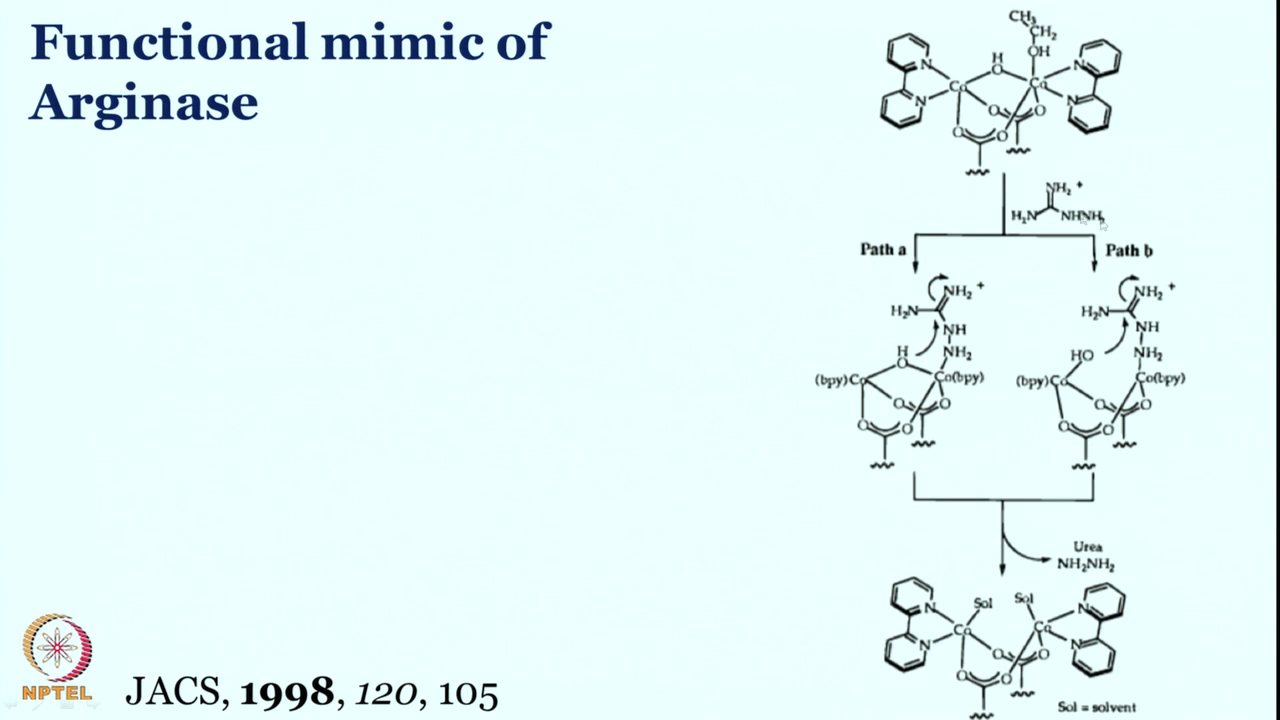 Functional mimic of
Arginase
CH3
CH2
OH
H
O
N
N
Co
Co
N
N
O
O
O
O
NH2 +
H2N
NHNH2
Path a
Path b
NH2 +
H2N
NH
NH2
H
O
(bpy)Co
Co(bpy)
O
O
O
O
NH2 +
H2N
NH
NH2
HO
(bpy)Co
Co(bpy)
O
O
O
O
Urea
NH2NH2
Sol
Sol
N
N
Co
Co
N
N
O
O
O
O
Sol = solvent
NPTEL
JACS, 1998, 120, 105